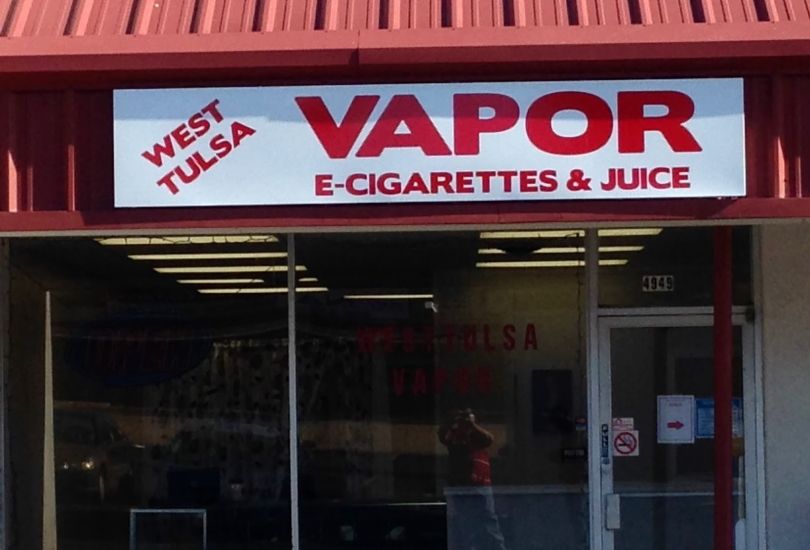 WEST
TULSA
VAPOR
E-CIGARETTES & JUICE
4949
WEST TULSA
VAPOR